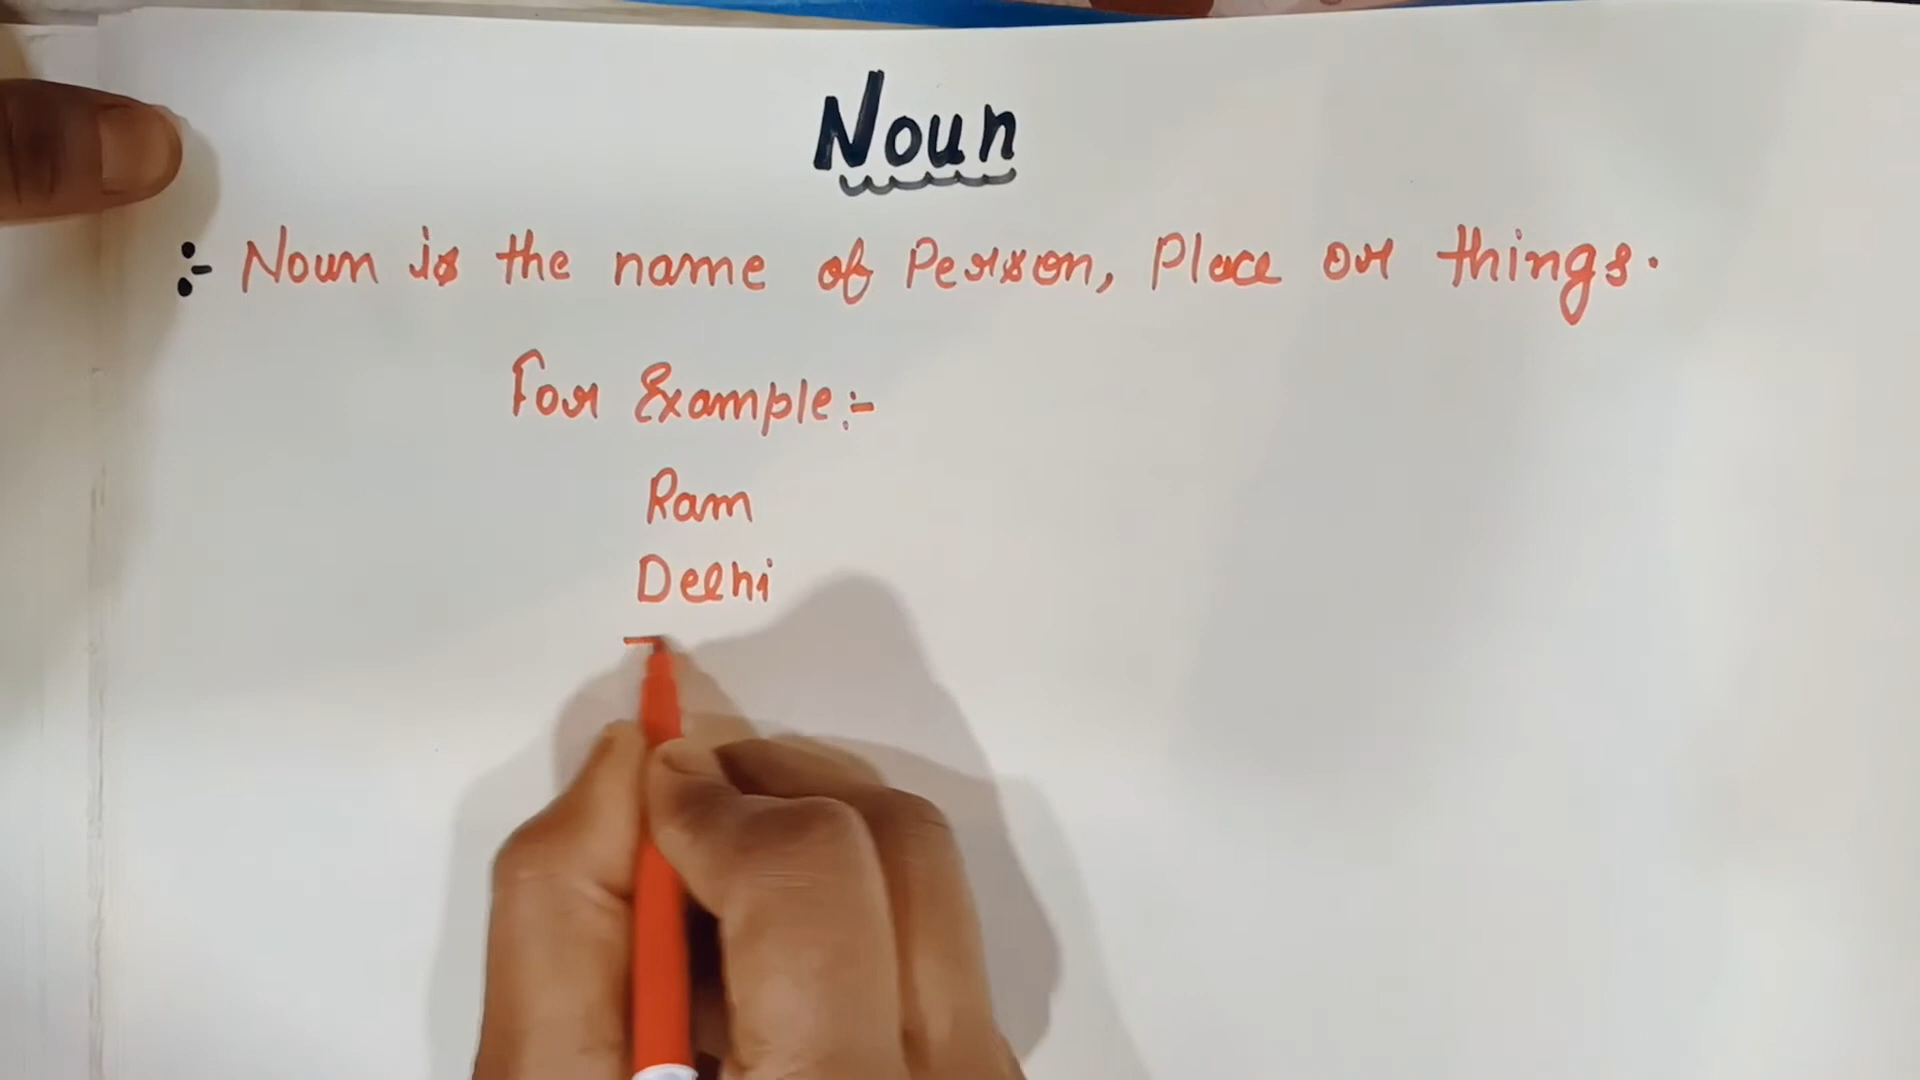 Noun
:- Noun is the name of Person, Place or things.
For Example:-
Ram
Delhi